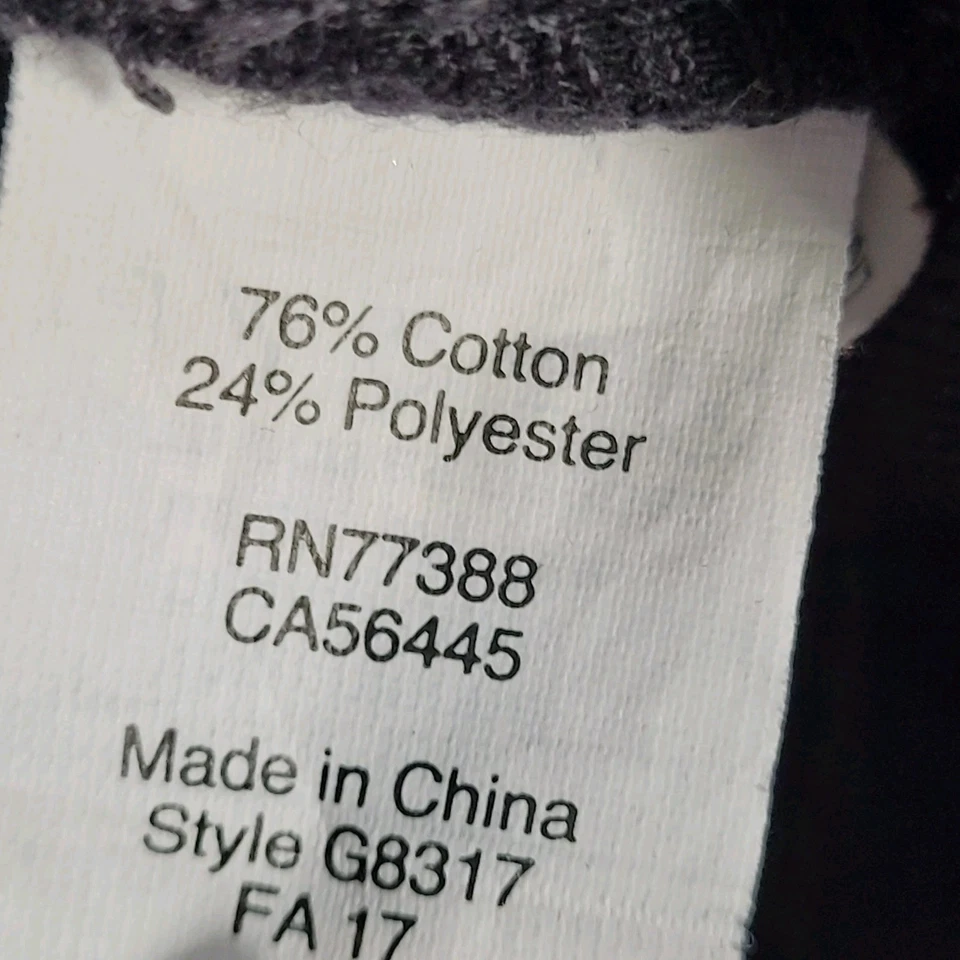 76% Cotton
24% Polyester
RN77388
CA56445
Made in China
Style G8317
FA 17